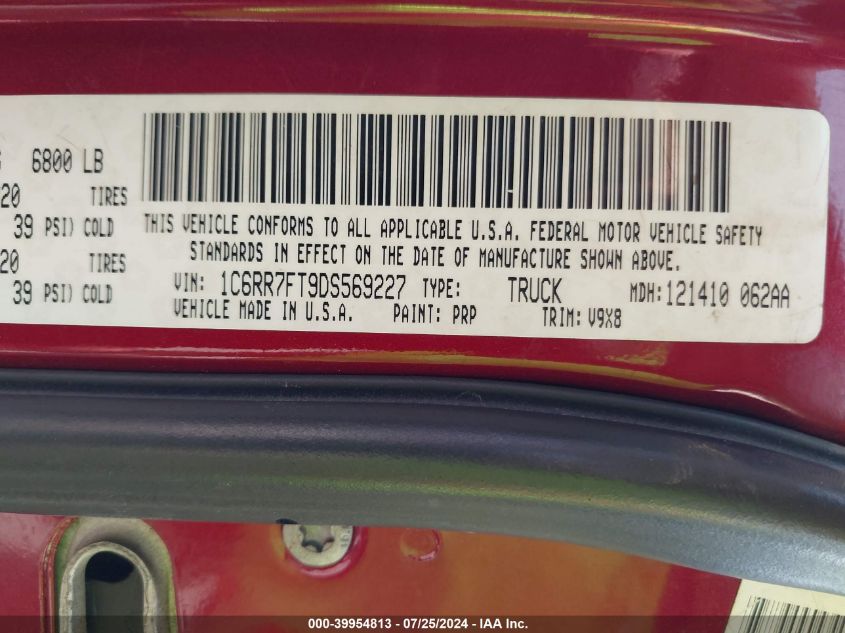 6800 LB
20 TIRES
39 PSI) COLD
20 TIRES
39 PSI) COLD
THIS VEHICLE CONFORMS TO ALL APPLICABLE U.S.A. FEDERAL MOTOR VEHICLE SAFETY
STANDARDS IN EFFECT ON THE DATE OF MANUFACTURE SHOWN ABOVE.
VIN: 1C6RR7FT9DS569227 TYPE: TRUCK MDH: 121410 062AA
VEHICLE MADE IN U.S.A. PAINT: PRP TRIM: V9X8
000-39954813 - 07/25/2024 - IAA Inc.